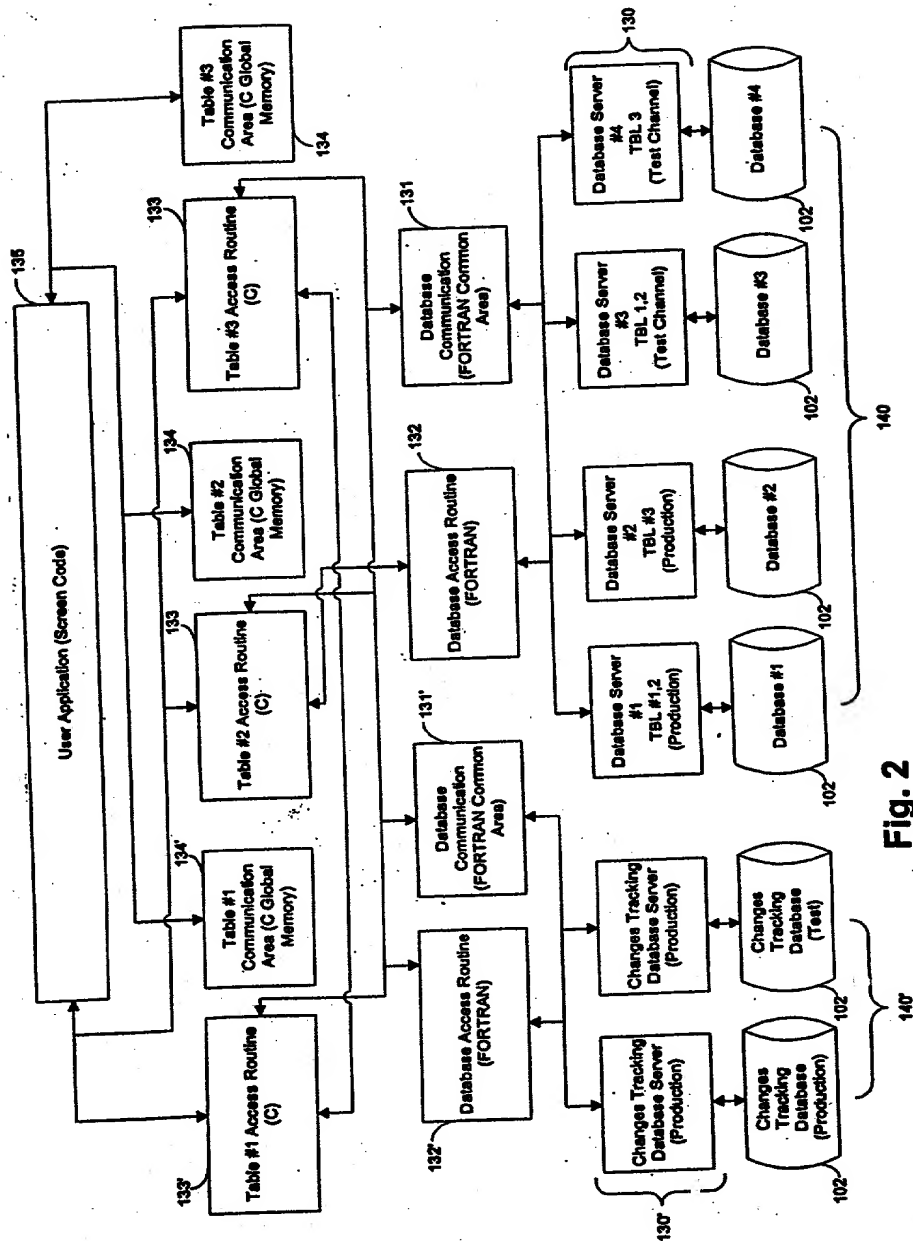 135
User Application (Screen Code)
133'
Table #1 Access Routine
(C)
134'
Table #1
Communication
Area (C Global
Memory)
133
Table #2 Access Routine
(C)
134
Table #2
Communication
Area (C Global
Memory)
133
Table #3 Access Routine
(C)
Table #3
Communication
Area (C Global
Memory)
134
132'
Database Access Routine
(FORTRAN)
131'
Database
Communication
(FORTRAN Common
Area)
132
Database Access Routine
(FORTRAN)
131
Database
Communication
(FORTRAN Common
Area)
130'
Changes Tracking
Database Server
(Production)
Changes Tracking
Database Server
(Production)
Database Server
#1
TBL #1,2
(Production)
Database Server
#2
TBL #3
(Production)
Database Server
#3
TBL 1,2
(Test Channel)
Database Server
#4
TBL 3
(Test Channel)
130
102'
Changes
Tracking
Database
(Production)
102'
Changes
Tracking
Database
(Test)
102
Database #1
102
Database #2
102
Database #3
102
Database #4
140'
140
Fig. 2